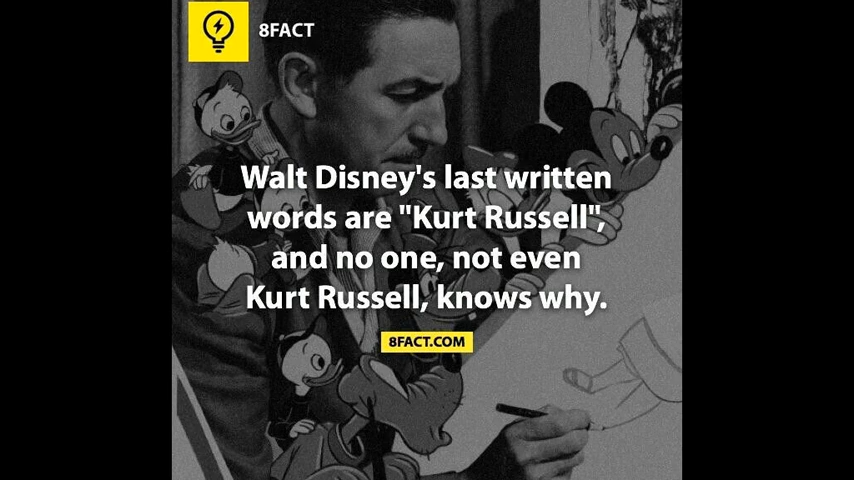 8FACT
Walt Disney's last written
words are "Kurt Russell",
and no one, not even
Kurt Russell, knows why.
8FACT.COM